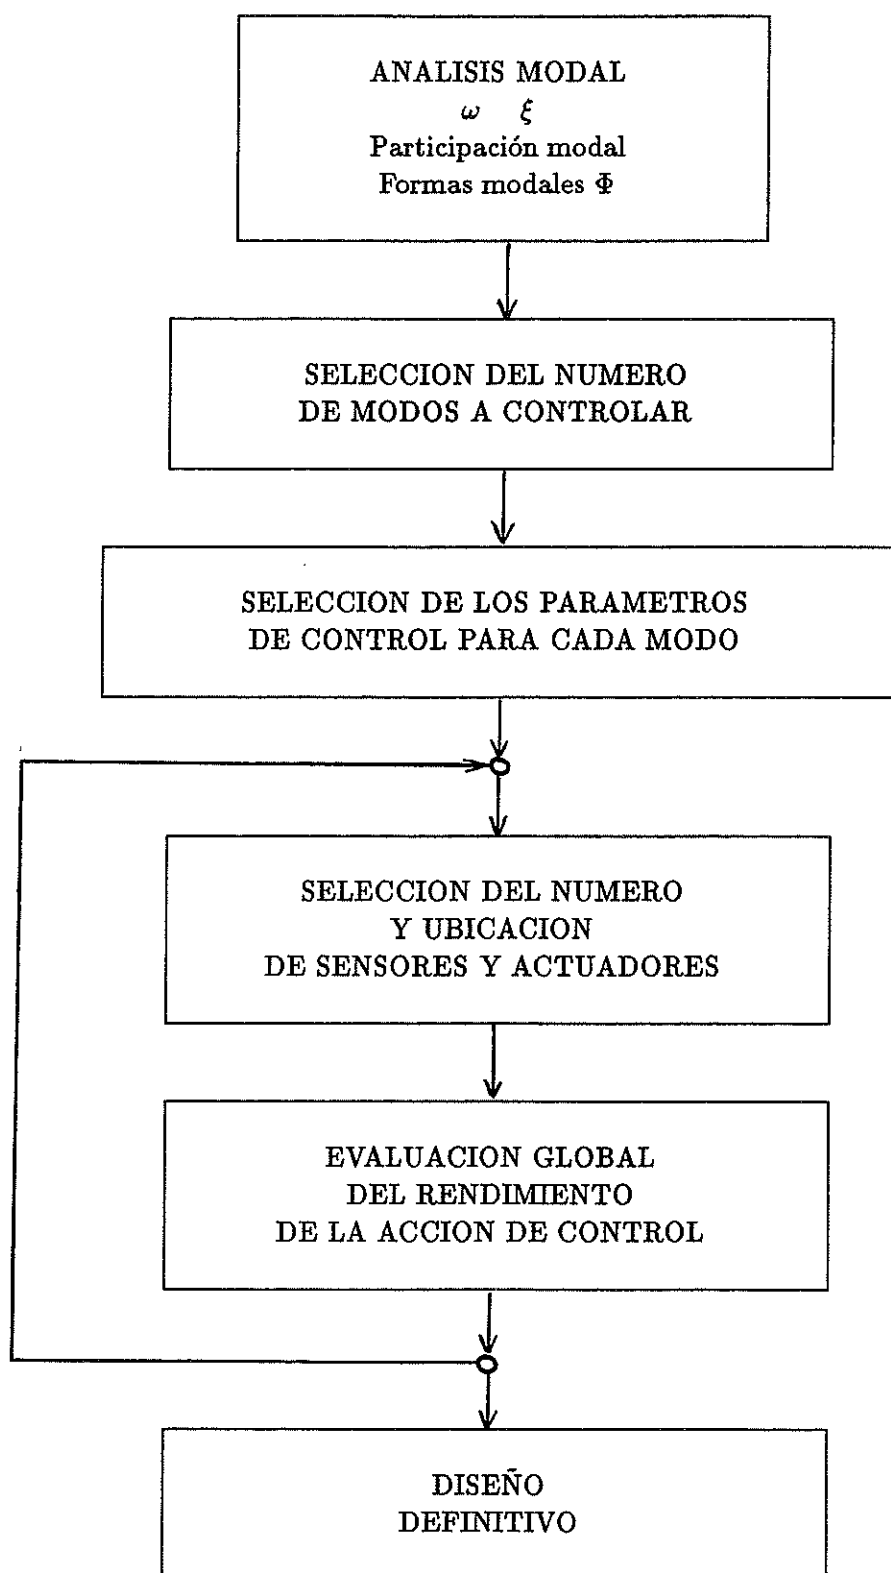 ANALISIS MODAL
ω ξ
Participación modal
Formas modales Φ
SELECCION DEL NUMERO
DE MODOS A CONTROLAR
SELECCION DE LOS PARAMETROS
DE CONTROL PARA CADA MODO
SELECCION DEL NUMERO
Y UBICACION
DE SENSORES Y ACTUADORES
EVALUACION GLOBAL
DEL RENDIMIENTO
DE LA ACCION DE CONTROL
DISEÑO
DEFINITIVO